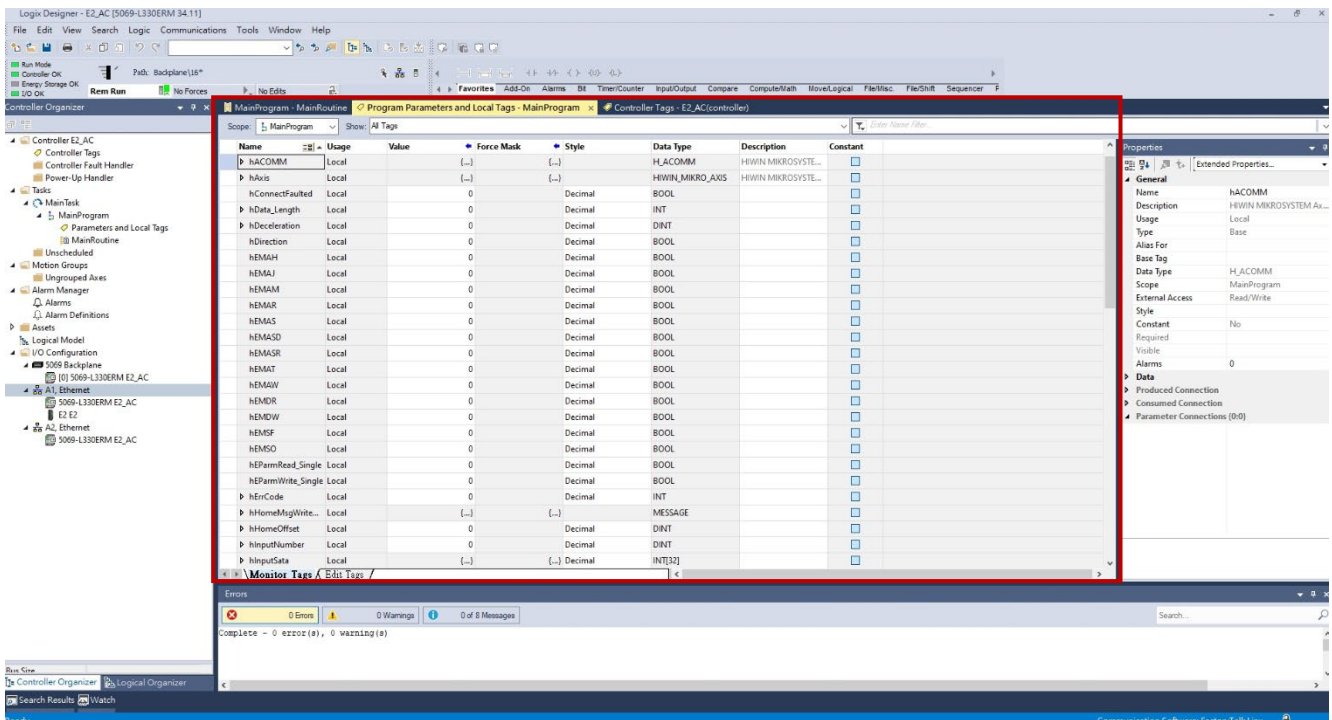 Logix Designer - E2_AC [5069-L330ERM 34.11]
File Edit View Search Logic Communications Tools Window Help
Run Mode
Controller OK
Energy Storage OK
I/O OK
Path: Backplane\16*
Rem Run
No Forces
No Edits
Favorites Add-On Alarms Bit Timer/Counter Input/Output Compare Compute/Math Move/Logical File/Misc. File/Shift Sequencer
Controller Organizer
Controller E2_AC
Controller Tags
Controller Fault Handler
Power-Up Handler
Tasks
MainTask
MainProgram
Parameters and Local Tags
MainRoutine
Unscheduled
Motion Groups
Ungrouped Axes
Alarm Manager
Alarms
Alarm Definitions
Assets
Logical Model
I/O Configuration
5069 Backplane
[0] 5069-L330ERM E2_AC
A1, Ethernet
5069-L330ERM E2_AC
E2 E2
A2, Ethernet
5069-L330ERM E2_AC
Controller Organizer Logical Organizer
MainProgram - MainRoutine Program Parameters and Local Tags - MainProgram × Controller Tags - E2_AC(controller)
Scope: MainProgram Show: All Tags Enter Name Filter...
Name Usage Value Force Mask Style Data Type Description Constant
hACOMM Local {...} {...} H_ACOMM HIWIN MIKROSYSTE...
hAxis Local {...} {...} HIWIN_MIKRO_AXIS HIWIN MIKROSYSTE...
hConnectFaulted Local 0 Decimal BOOL
hData_Length Local 0 Decimal INT
hDeceleration Local 0 Decimal DINT
hDirection Local 0 Decimal BOOL
hEMAH Local 0 Decimal BOOL
hEMAJ Local 0 Decimal BOOL
hEMAM Local 0 Decimal BOOL
hEMAR Local 0 Decimal BOOL
hEMAS Local 0 Decimal BOOL
hEMASD Local 0 Decimal BOOL
hEMASR Local 0 Decimal BOOL
hEMAT Local 0 Decimal BOOL
hEMAW Local 0 Decimal BOOL
hEMDR Local 0 Decimal BOOL
hEMDW Local 0 Decimal BOOL
hEMSF Local 0 Decimal BOOL
hEMSO Local 0 Decimal BOOL
hEParmRead_Single Local 0 Decimal BOOL
hEParmWrite_Single Local 0 Decimal BOOL
hErrCode Local 0 Decimal INT
hHomeMsgWrite... Local {...} {...} MESSAGE
hHomeOffset Local 0 Decimal DINT
hInputNumber Local 0 Decimal DINT
hInputSata Local {...} {...} Decimal INT[32]
Monitor Tags Edit Tags
Properties
Extended Properties...
General
Name hACOMM
Description HIWIN MIKROSYSTEM Ax...
Usage Local
Type Base
Alias For
Base Tag
Data Type H_ACOMM
Scope MainProgram
External Access Read/Write
Style
Constant No
Required
Visible
Alarms 0
Data
Produced Connection
Consumed Connection
Parameter Connections {0:0}
Errors
0 Errors 0 Warnings 0 of 8 Messages Search...
Complete - 0 error(s), 0 warning(s)
Search Results Watch